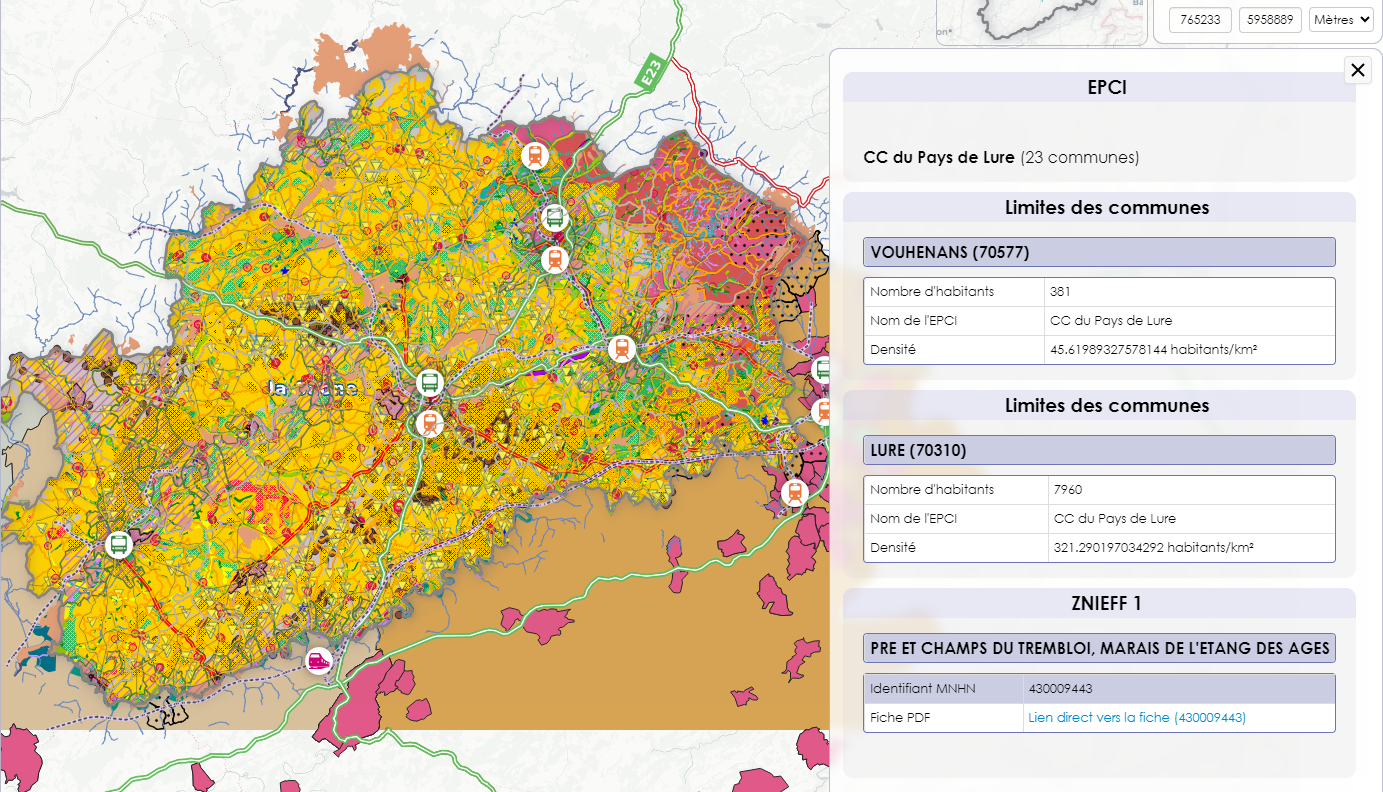 765233 5958889 Mètres
E23
EPCI
CC du Pays de Lure (23 communes)
Limites des communes
VOUHENANS (70577)
Nombre d'habitants 381
Nom de l'EPCI CC du Pays de Lure
Densité 45.61989327578144 habitants/km²
Limites des communes
LURE (70310)
Nombre d'habitants 7960
Nom de l'EPCI CC du Pays de Lure
Densité 321.290197034292 habitants/km²
ZNIEFF 1
PRE ET CHAMPS DU TREMBLOI, MARAIS DE L'ETANG DES AGES
Identifiant MNHN 430009443
Fiche PDF Lien direct vers la fiche (430009443)